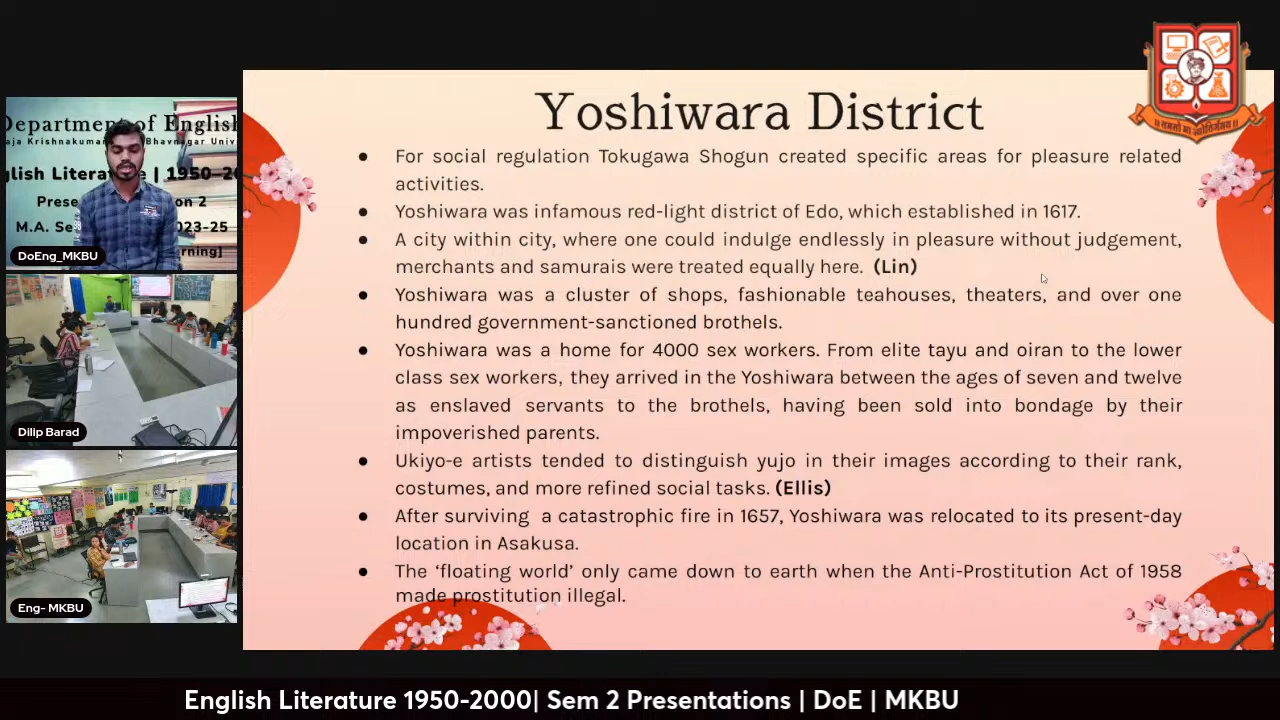 Yoshiwara District
● For social regulation Tokugawa Shogun created specific areas for pleasure related
activities.
● Yoshiwara was infamous red-light district of Edo, which established in 1617.
● A city within city, where one could indulge endlessly in pleasure without judgement,
merchants and samurais were treated equally here. (Lin)
● Yoshiwara was a cluster of shops, fashionable teahouses, theaters, and over one
hundred government-sanctioned brothels.
● Yoshiwara was a home for 4000 sex workers. From elite tayu and oiran to the lower
class sex workers, they arrived in the Yoshiwara between the ages of seven and twelve
as enslaved servants to the brothels, having been sold into bondage by their
impoverished parents.
● Ukiyo-e artists tended to distinguish yujo in their images according to their rank,
costumes, and more refined social tasks. (Ellis)
● After surviving a catastrophic fire in 1657, Yoshiwara was relocated to its present-day
location in Asakusa.
● The ‘floating world’ only came down to earth when the Anti-Prostitution Act of 1958
made prostitution illegal.
Department of English
Krishnakuma
Bhavnagar Univ
1950-20
Prese on 2
M.A. Se 023-25
rning]
DoEng_MKBU
Dilip Barad
Eng- MKBU
English Literature 1950-2000| Sem 2 Presentations | DoE | MKBU